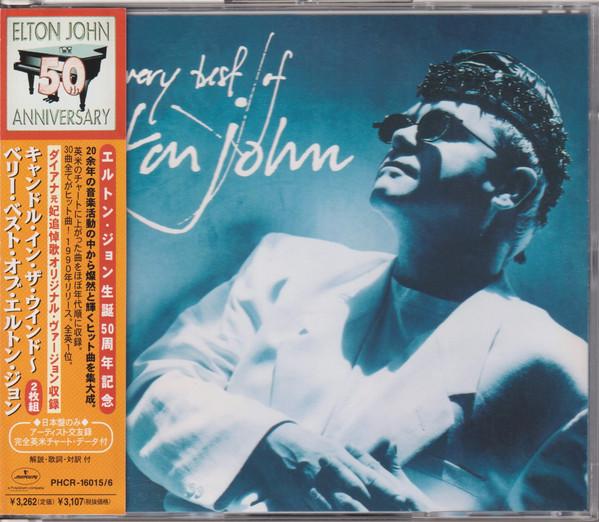 ELTON JOHN
50
th
ANNIVERSARY
very best of
ton john
エルトン・ジョン生誕50周年記念
20余年の音楽活動の中から燦然と輝くヒット曲を集大成。
英米のチャートに上がった曲をほぼ年代順に収録。
30曲全てがヒット曲！1990年リリース。全英1位。
ダイアナ元妃追悼歌オリジナル・ヴァージョン収録
キャンドル・イン・ザ・ウインド〜
ベリー・ベスト・オブ・エルトン・ジョン
2枚組
◆日本盤のみ◆
アーティスト交友録
完全英米チャート・データ付
解説・歌詞・対訳 付
PHCR-16015/6
¥3,262(定価) ¥3,107(税抜価格)